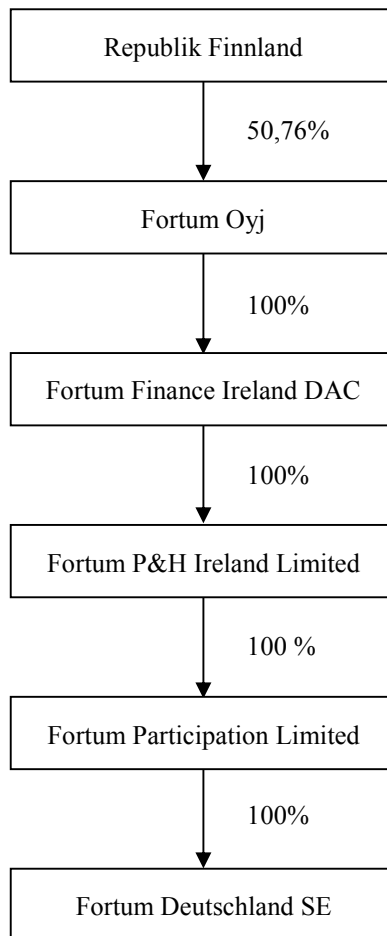 Republik Finnland
50,76%
Fortum Oyj
100%
Fortum Finance Ireland DAC
100%
Fortum P&H Ireland Limited
100 %
Fortum Participation Limited
100%
Fortum Deutschland SE